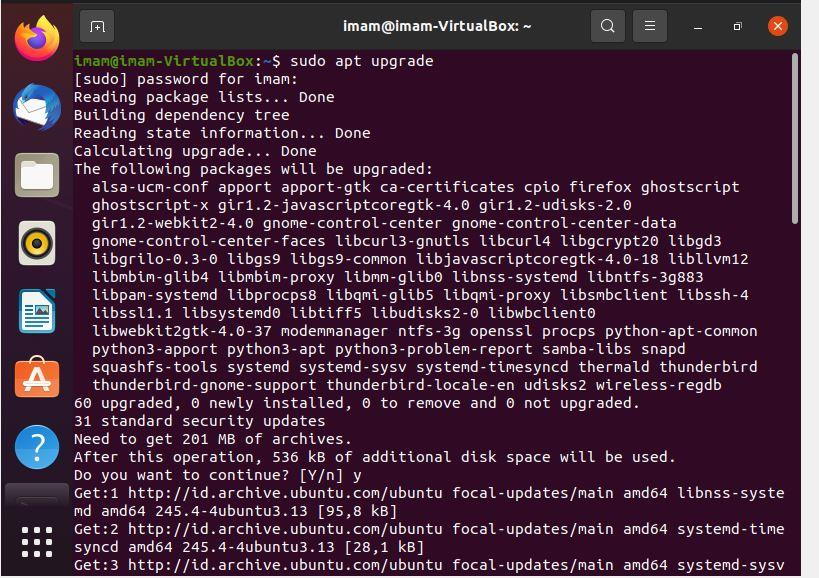 imam@imam-VirtualBox: ~
imam@imam-VirtualBox:~$ sudo apt upgrade
[sudo] password for imam:
Reading package lists... Done
Building dependency tree
Reading state information... Done
Calculating upgrade... Done
The following packages will be upgraded:
alsa-ucm-conf apport apport-gtk ca-certificates cpio firefox ghostscript
ghostscript-x gir1.2-javascriptcoregtk-4.0 gir1.2-udisks-2.0
gir1.2-webkit2-4.0 gnome-control-center gnome-control-center-data
gnome-control-center-faces libcurl3-gnutls libcurl4 libgcrypt20 libgd3
libgrilo-0.3-0 libgs9 libgs9-common libjavascriptcoregtk-4.0-18 libllvm12
libmbim-glib4 libmbim-proxy libmm-glib0 libnss-systemd libntfs-3g883
libpam-systemd libprocps8 libqmi-glib5 libqmi-proxy libsmbclient libssh-4
libssl1.1 libsystemd0 libtiff5 libudisks2-0 libwbclient0
libwebkit2gtk-4.0-37 modemmanager ntfs-3g openssl procps python-apt-common
python3-apport python3-apt python3-problem-report samba-libs snapd
squashfs-tools systemd systemd-sysv systemd-timesyncd thermald thunderbird
thunderbird-gnome-support thunderbird-locale-en udisks2 wireless-regdb
60 upgraded, 0 newly installed, 0 to remove and 0 not upgraded.
31 standard security updates
Need to get 201 MB of archives.
After this operation, 536 kB of additional disk space will be used.
Do you want to continue? [Y/n] y
Get:1 http://id.archive.ubuntu.com/ubuntu focal-updates/main amd64 libnss-syste
md amd64 245.4-4ubuntu3.13 [95,8 kB]
Get:2 http://id.archive.ubuntu.com/ubuntu focal-updates/main amd64 systemd-time
syncd amd64 245.4-4ubuntu3.13 [28,1 kB]
Get:3 http://id.archive.ubuntu.com/ubuntu focal-updates/main amd64 systemd-sysv